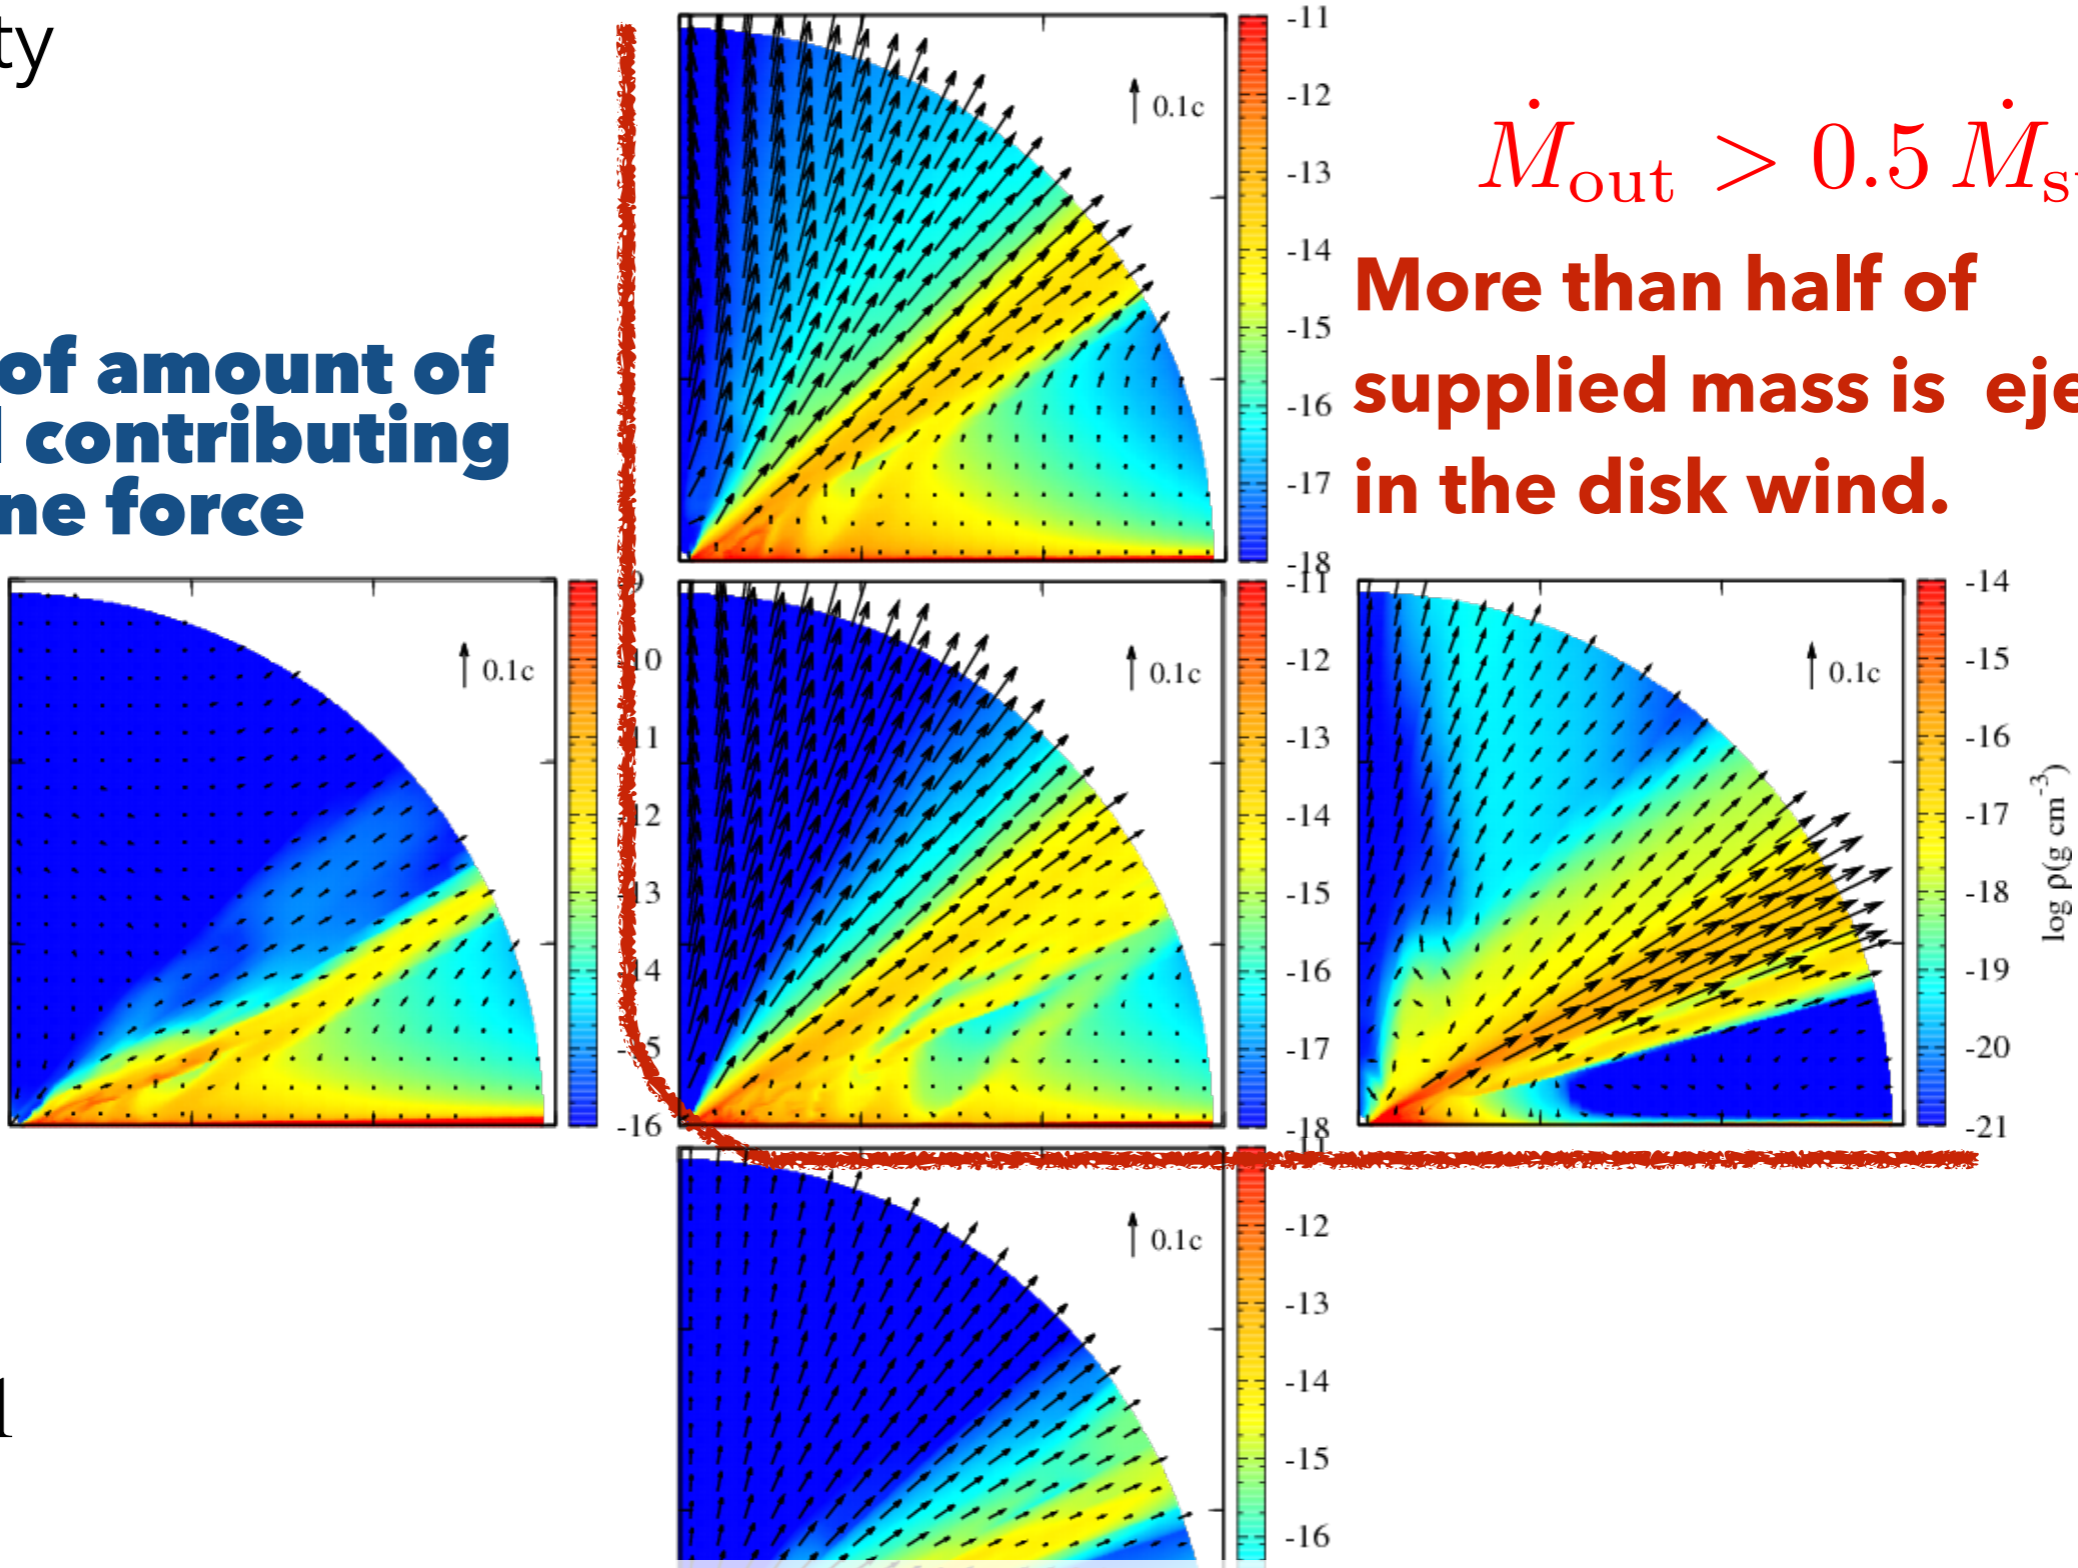 ty
-11
-12
-13
-14
-15
-16
-17
-18
0.1c
Ṁout > 0.5 Ṁs
More than half of
supplied mass is eje
in the disk wind.
of amount of
contributing
ne force
9
10
11
12
13
14
-16
0.1c
-11
-12
-13
-14
-15
-16
-17
-18
0.1c
-14
-15
-16
-17
-18
-19
-20
-21
0.1c
log ρ(g cm⁻³)
-12
-13
-14
-15
-16
0.1c
1